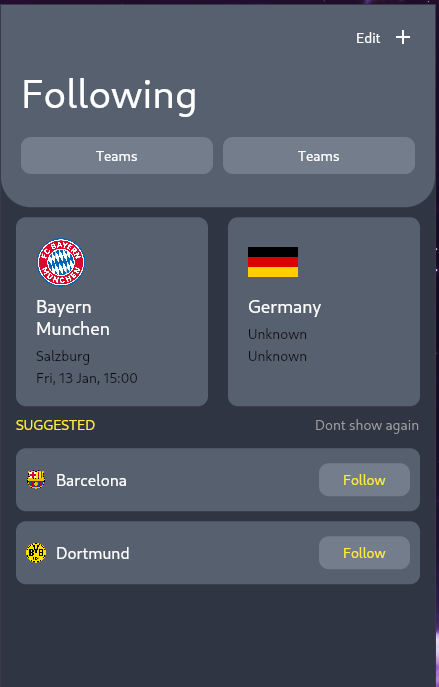 Edit +
Following
Teams
Teams
FC BAYERN
MÜNCHEN
Bayern
Munchen
Salzburg
Fri, 13 Jan, 15:00
Germany
Unknown
Unknown
SUGGESTED
Dont show again
Barcelona
Follow
BVB
Dortmund
Follow